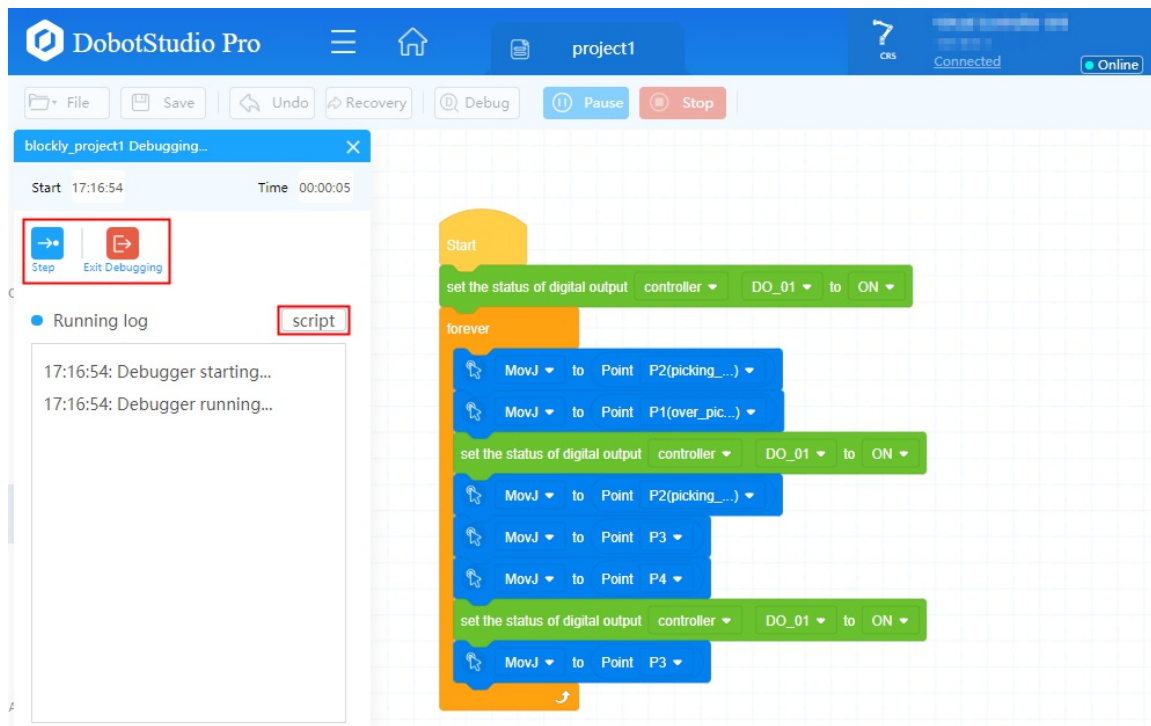 DobotStudio Pro
project1
CR5
Connected
Online
File
Save
Undo
Recovery
Debug
Pause
Stop
blockly_project1 Debugging...
Start 17:16:54 Time 00:00:05
Step Exit Debugging
Running log script
17:16:54: Debugger starting...
17:16:54: Debugger running...
Start
set the status of digital output controller DO_01 to ON
forever
MovJ to Point P2(picking_...)
MovJ to Point P1(over_pic...)
set the status of digital output controller DO_01 to ON
MovJ to Point P2(picking_...)
MovJ to Point P3
MovJ to Point P4
set the status of digital output controller DO_01 to ON
MovJ to Point P3